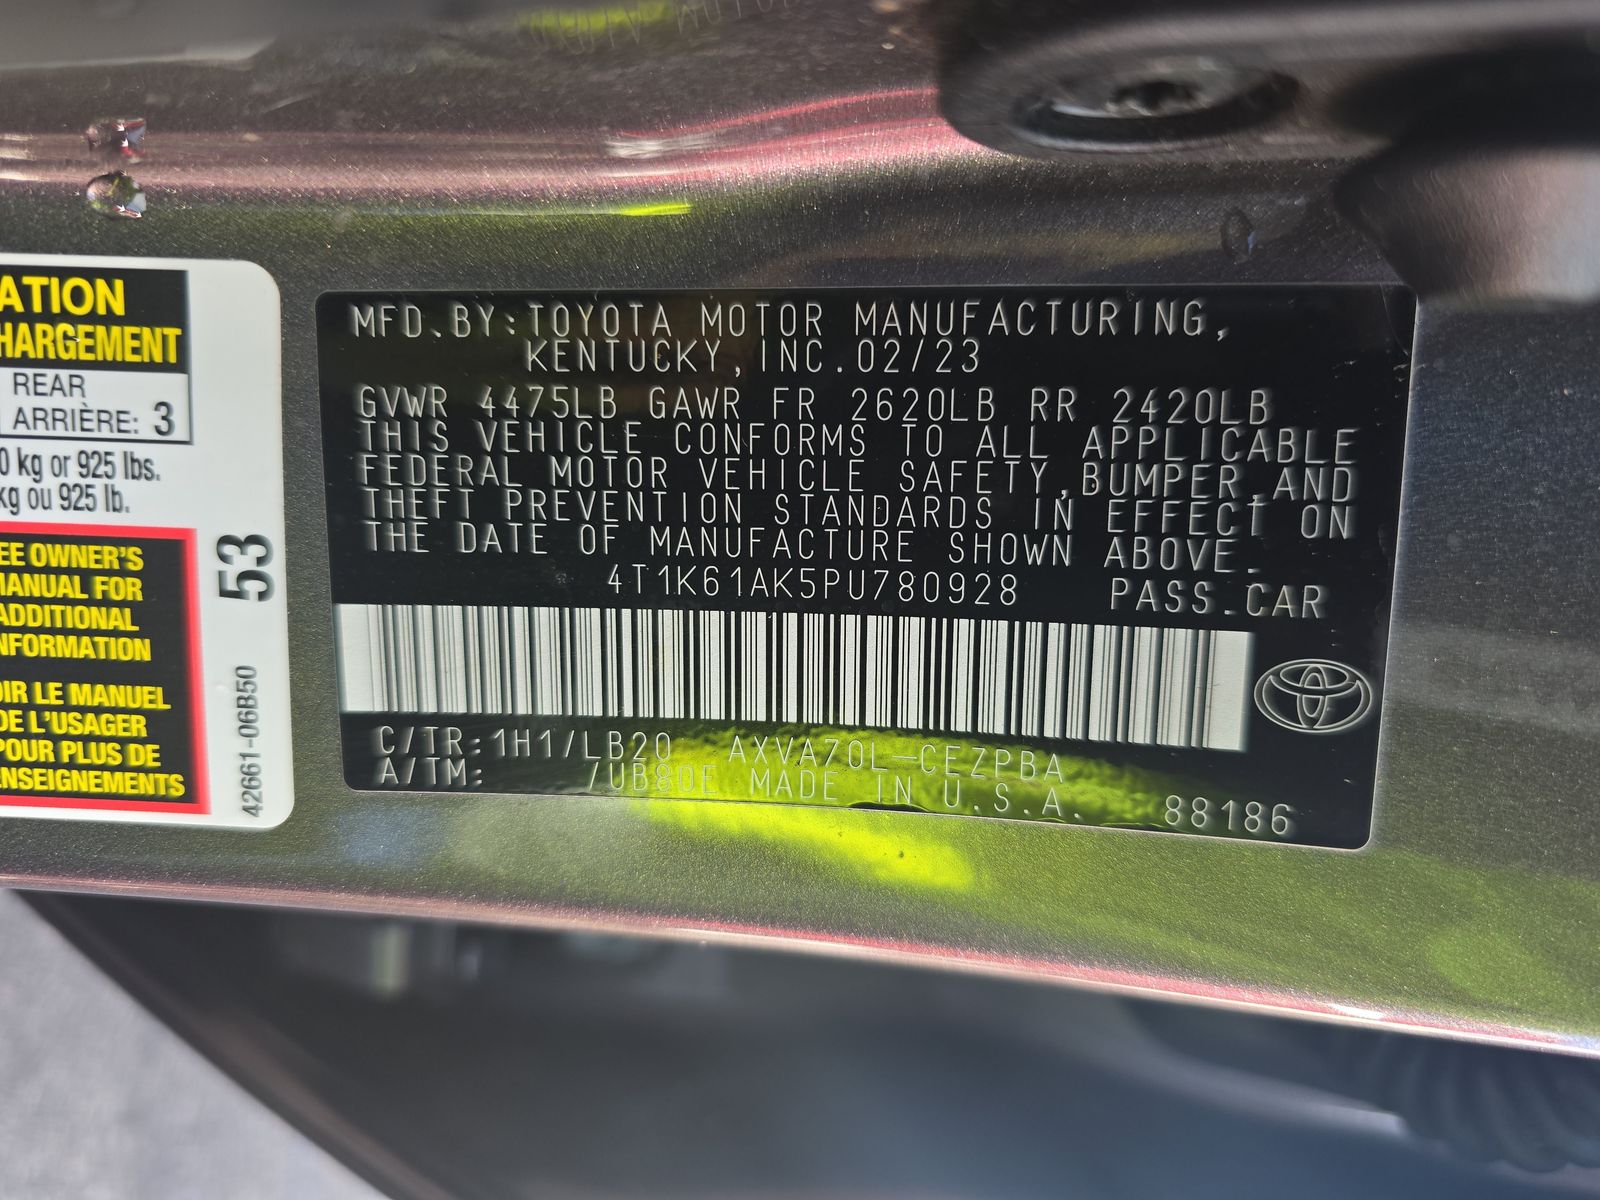 ATION
HARGEMENT
REAR
ARRIÈRE: 3
0 kg or 925 lbs.
kg ou 925 lb.
EE OWNER'S
MANUAL FOR
ADDITIONAL
NFORMATION
OIR LE MANUEL
DE L'USAGER
POUR PLUS DE
ENSEIGNEMENTS
53
42661-06B50
MFD.BY:TOYOTA MOTOR MANUFACTURING,
KENTUCKY,INC.02/23
GVWR 4475LB GAWR FR 2620LB RR 2420LB
THIS VEHICLE CONFORMS TO ALL APPLICABLE
FEDERAL MOTOR VEHICLE SAFETY,BUMPER,AND
THEFT PREVENTION STANDARDS IN EFFECT ON
THE DATE OF MANUFACTURE SHOWN ABOVE.
4T1K61AK5PU780928 PASS.CAR
C/TR:1H1/LB20 AXVA70L-CEZPBA
A/TM: /UB80E MADE IN U.S.A. 88186